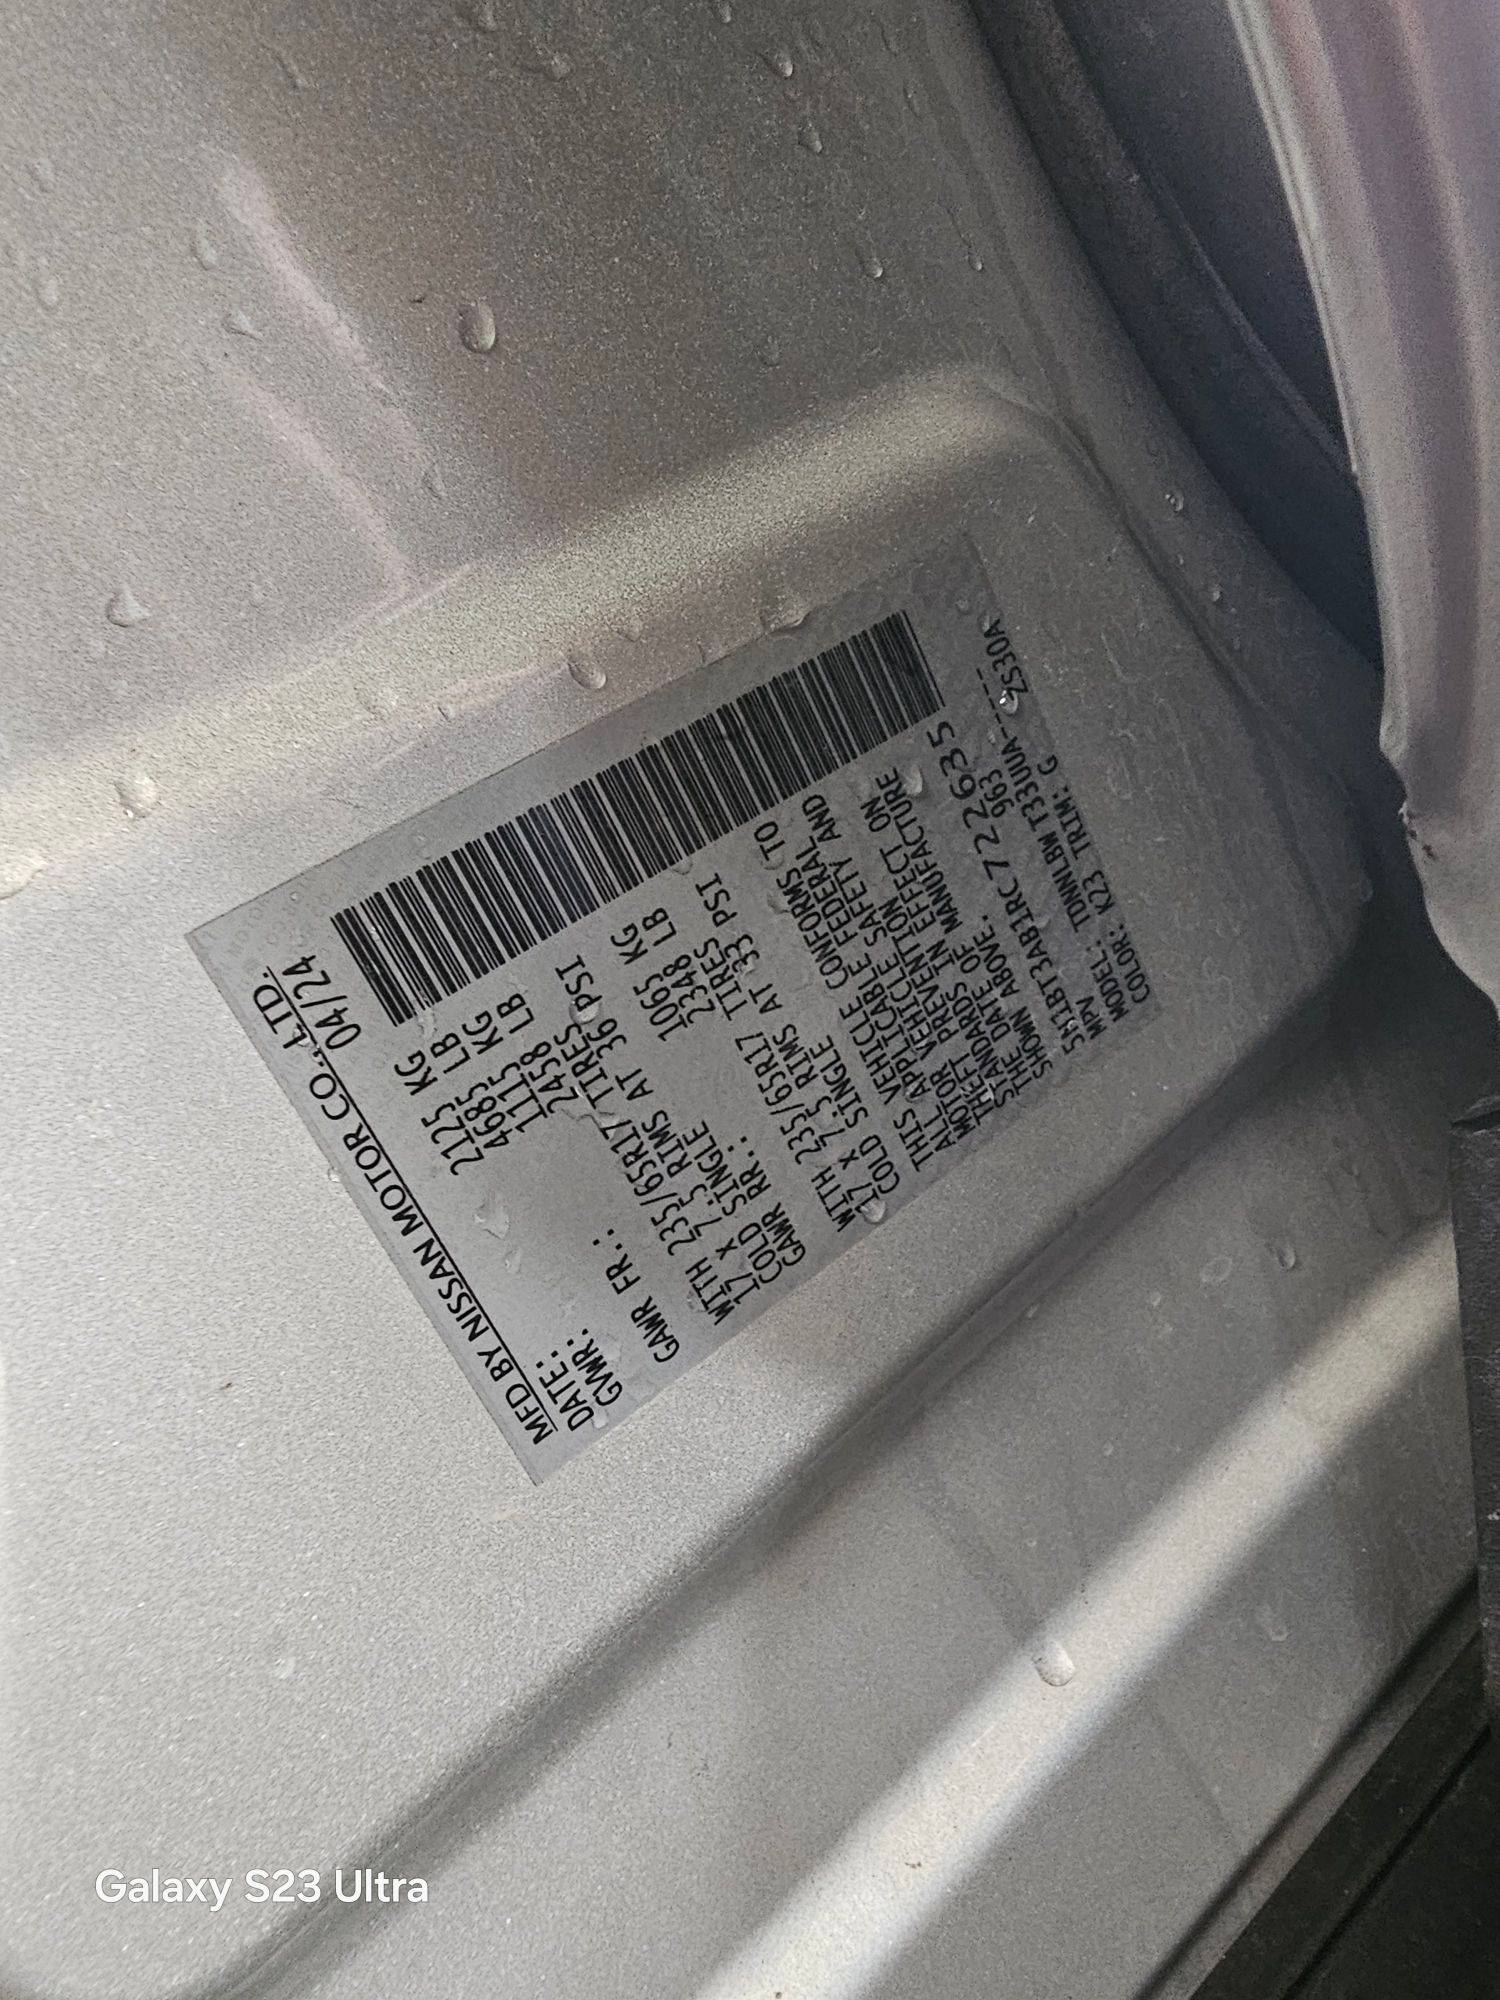 MFD BY NISSAN MOTOR CO., LTD.
DATE: 04/24
GVWR: 2125 KG
4685 LB
GAWR FR.: 1115 KG
2458 LB
WITH 235/65R17 TIRES
17 x 7.5 RIMS AT 36 PSI
COLD SINGLE
GAWR RR.: 1065 KG
2348 LB
WITH 235/65R17 TIRES
17 x 7.5 RIMS AT 33 PSI
COLD SINGLE
THIS VEHICLE CONFORMS TO
ALL APPLICABLE FEDERAL AND
MOTOR VEHICLE SAFETY AND
THEFT PREVENTION
STANDARDS IN EFFECT ON
THE DATE OF MANUFACTURE
SHOWN ABOVE.
5N1BT3AB1RC722635
MPV 963
MODEL: TDNNLBWT33UUA-----ZS30A
COLOR: K23 TRIM: G
Galaxy S23 Ultra